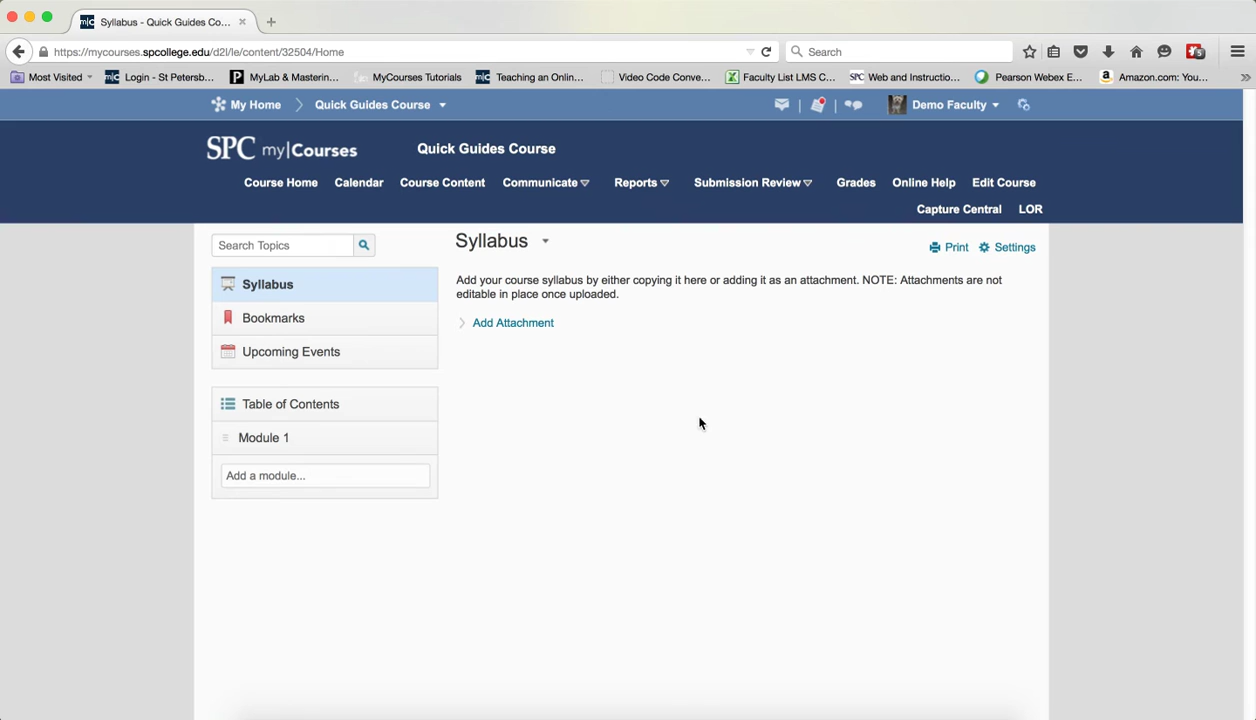 Syllabus - Quick Guides Co...
https://mycourses.spcollege.edu/d2l/le/content/32504/Home
Search
Most Visited
Login - St Petersb...
MyLab & Mastering...
MyCourses Tutorials
Teaching an Onlin...
Video Code Conve...
Faculty List LMS C...
SPC Web and Instructio...
Pearson Webex E...
Amazon.com: You...
My Home
Quick Guides Course
Demo Faculty
SPC my|Courses
Quick Guides Course
Course Home
Calendar
Course Content
Communicate
Reports
Submission Review
Grades
Online Help
Edit Course
Capture Central
LOR
Search Topics
Syllabus
Bookmarks
Upcoming Events
Table of Contents
Module 1
Add a module...
Syllabus
Print
Settings
Add your course syllabus by either copying it here or adding it as an attachment. NOTE: Attachments are not
editable in place once uploaded.
Add Attachment